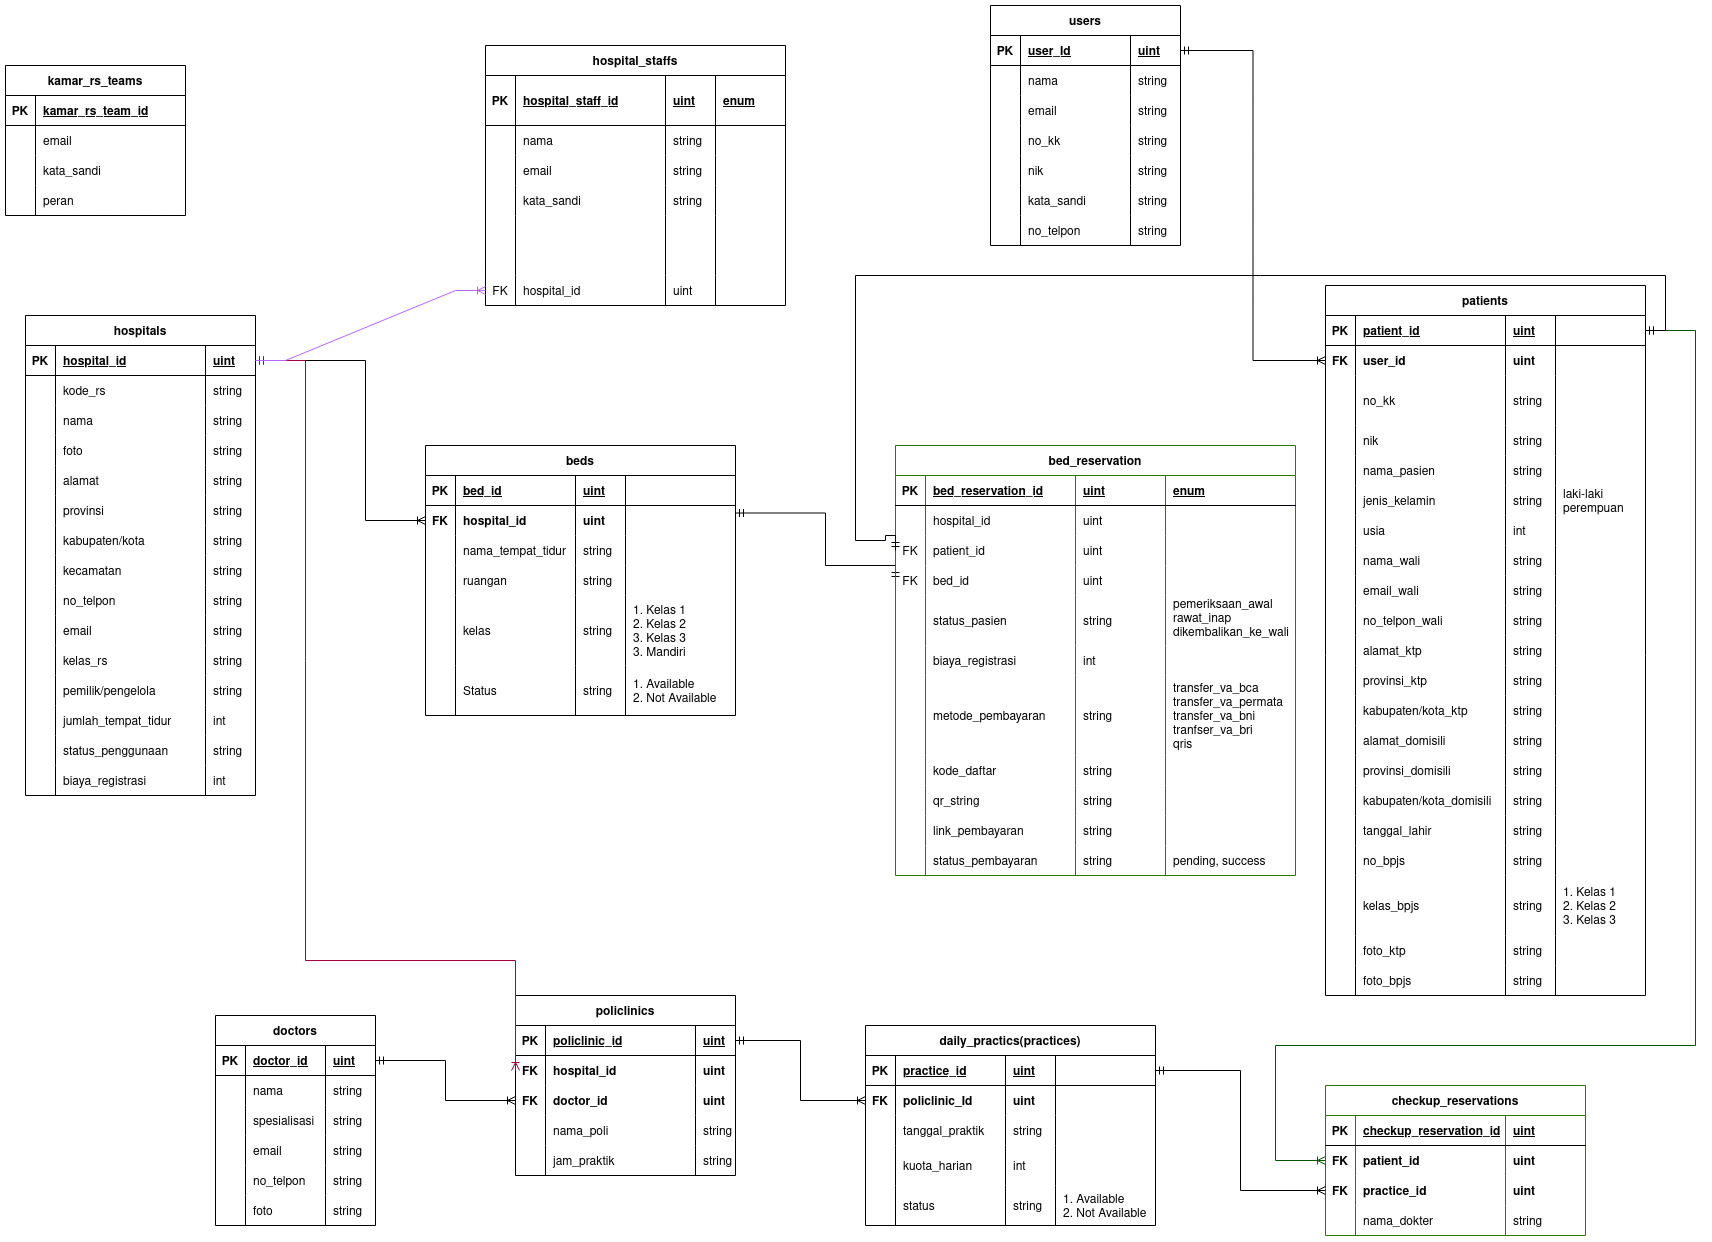 kamar_rs_teams
PK kamar_rs_team_id
email
kata_sandi
peran
hospital_staffs
PK hospital_staff_id uint enum
nama string
email string
kata_sandi string
FK hospital_id uint
users
PK user_Id uint
nama string
email string
no_kk string
nik string
kata_sandi string
no_telpon string
hospitals
PK hospital_id uint
kode_rs string
nama string
foto string
alamat string
provinsi string
kabupaten/kota string
kecamatan string
no_telpon string
email string
kelas_rs string
pemilik/pengelola string
jumlah_tempat_tidur int
status_penggunaan string
biaya_registrasi int
beds
PK bed_id uint
FK hospital_id uint
nama_tempat_tidur string
ruangan string
kelas string
1. Kelas 1
2. Kelas 2
3. Kelas 3
3. Mandiri
Status string
1. Available
2. Not Available
bed_reservation
PK bed_reservation_id uint enum
hospital_id uint
FK patient_id uint
FK bed_id uint
status_pasien string
pemeriksaan_awal
rawat_inap
dikembalikan_ke_wali
biaya_registrasi int
metode_pembayaran string
transfer_va_bca
transfer_va_permata
transfer_va_bni
tranfser_va_bri
qris
kode_daftar string
qr_string string
link_pembayaran string
status_pembayaran string pending, success
patients
PK patient_id uint
FK user_id uint
no_kk string
nik string
nama_pasien string
jenis_kelamin string
laki-laki
perempuan
usia int
nama_wali string
email_wali string
no_telpon_wali string
alamat_ktp string
provinsi_ktp string
kabupaten/kota_ktp string
alamat_domisili string
provinsi_domisili string
kabupaten/kota_domisili string
tanggal_lahir string
no_bpjs string
kelas_bpjs string
1. Kelas 1
2. Kelas 2
3. Kelas 3
foto_ktp string
foto_bpjs string
doctors
PK doctor_id uint
nama string
spesialisasi string
email string
no_telpon string
foto string
policlinics
PK policlinic_id uint
FK hospital_id uint
FK doctor_id uint
nama_poli string
jam_praktik string
daily_practics(practices)
PK practice_id uint
FK policlinic_Id uint
tanggal_praktik string
kuota_harian int
status string
1. Available
2. Not Available
checkup_reservations
PK checkup_reservation_id uint
FK patient_id uint
FK practice_id uint
nama_dokter string